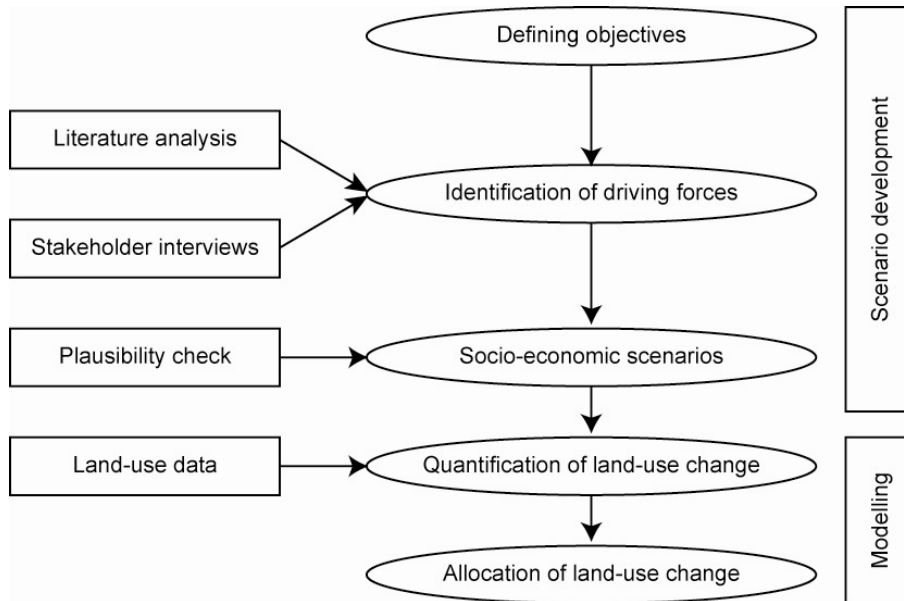 Defining objectives
Literature analysis
Identification of driving forces
Stakeholder interviews
Plausibility check
Socio-economic scenarios
Land-use data
Quantification of land-use change
Allocation of land-use change
Scenario development
Modelling